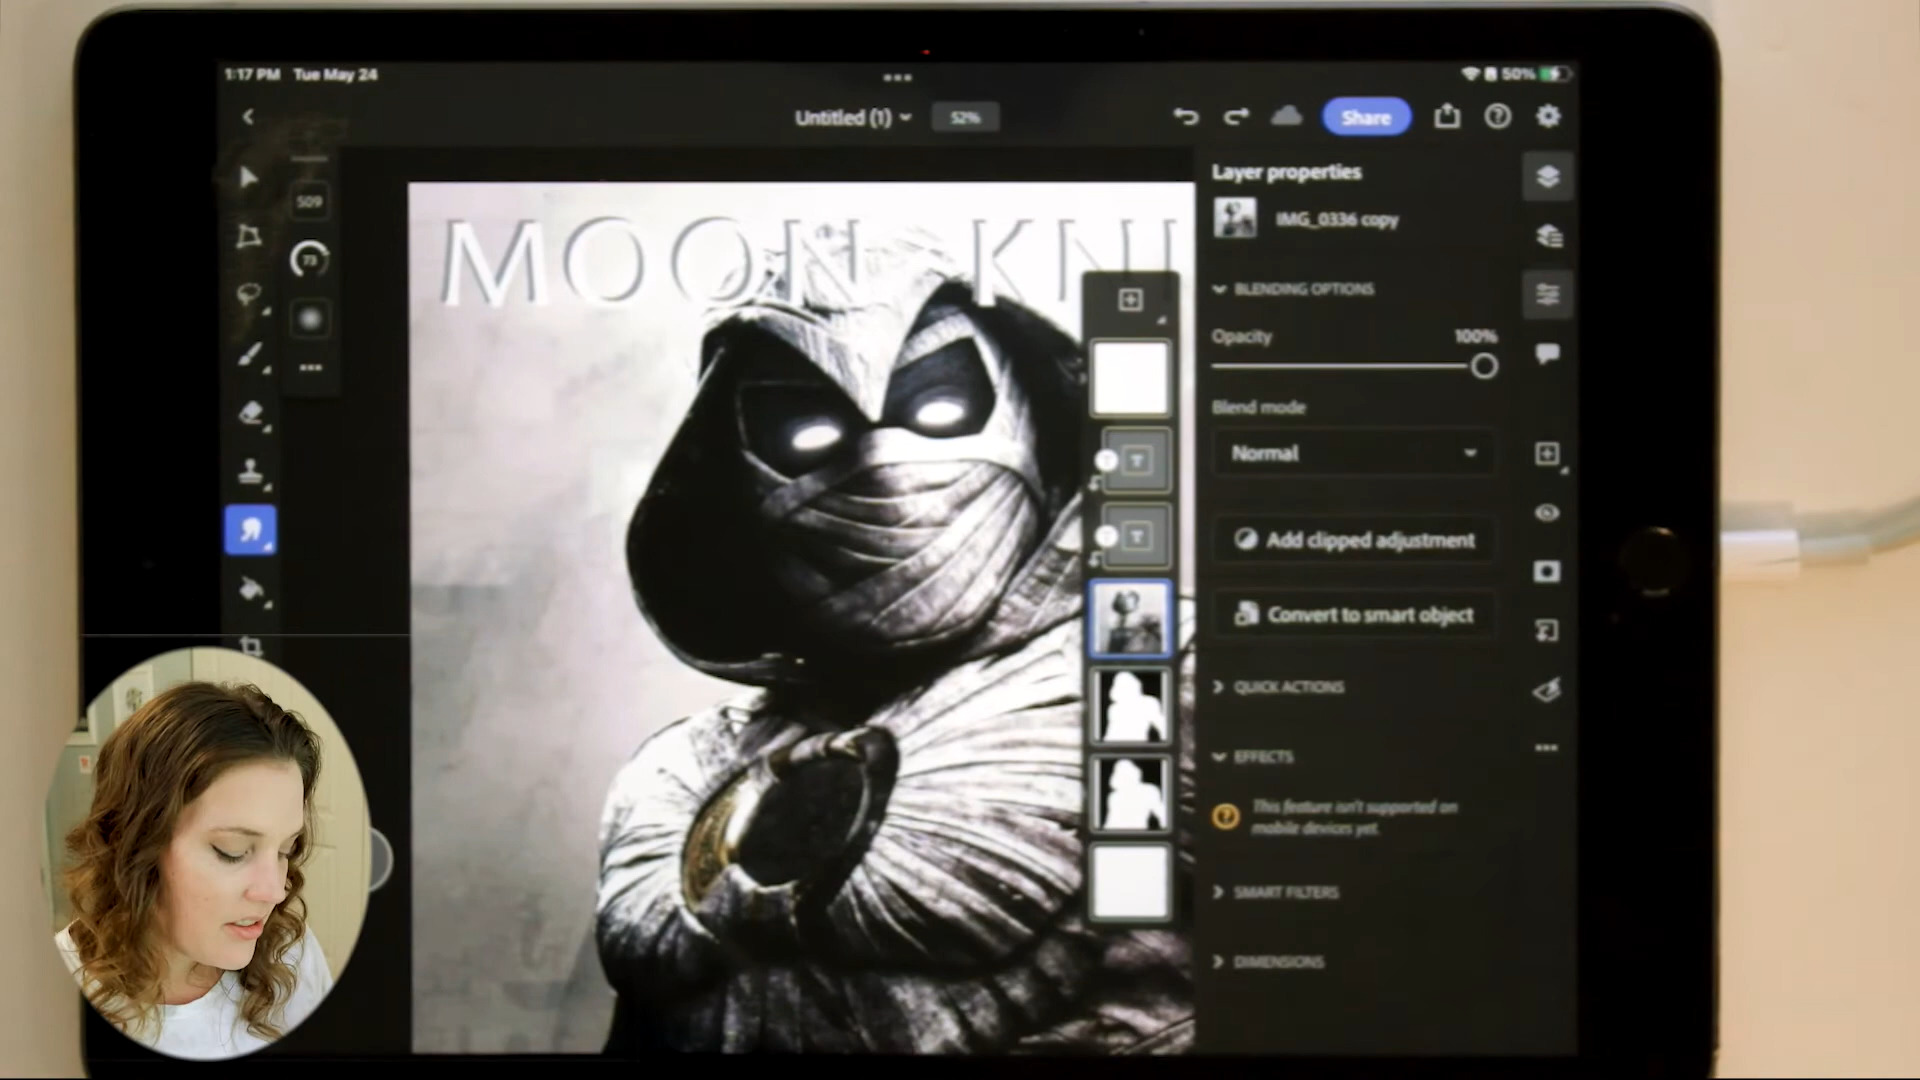 1:17 PM Tue May 24
50%
Untitled (1)
52%
Share
509
73
MOON KNI
Layer properties
IMG_0336 copy
BLENDING OPTIONS
Opacity 100%
Blend mode
Normal
T
T
Add clipped adjustment
Convert to smart object
QUICK ACTIONS
EFFECTS
This feature isn't supported on
mobile devices yet.
SMART FILTERS
DIMENSIONS